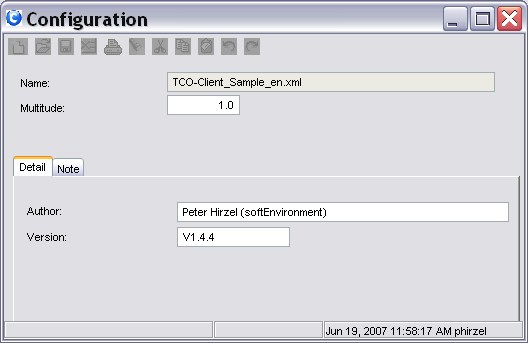 Configuration
Name: TCO-Client_Sample_en.xml
Multitude: 1.0
Detail Note
Author: Peter Hirzel (softEnvironment)
Version: V1.4.4
Jun 19, 2007 11:58:17 AM phirzel